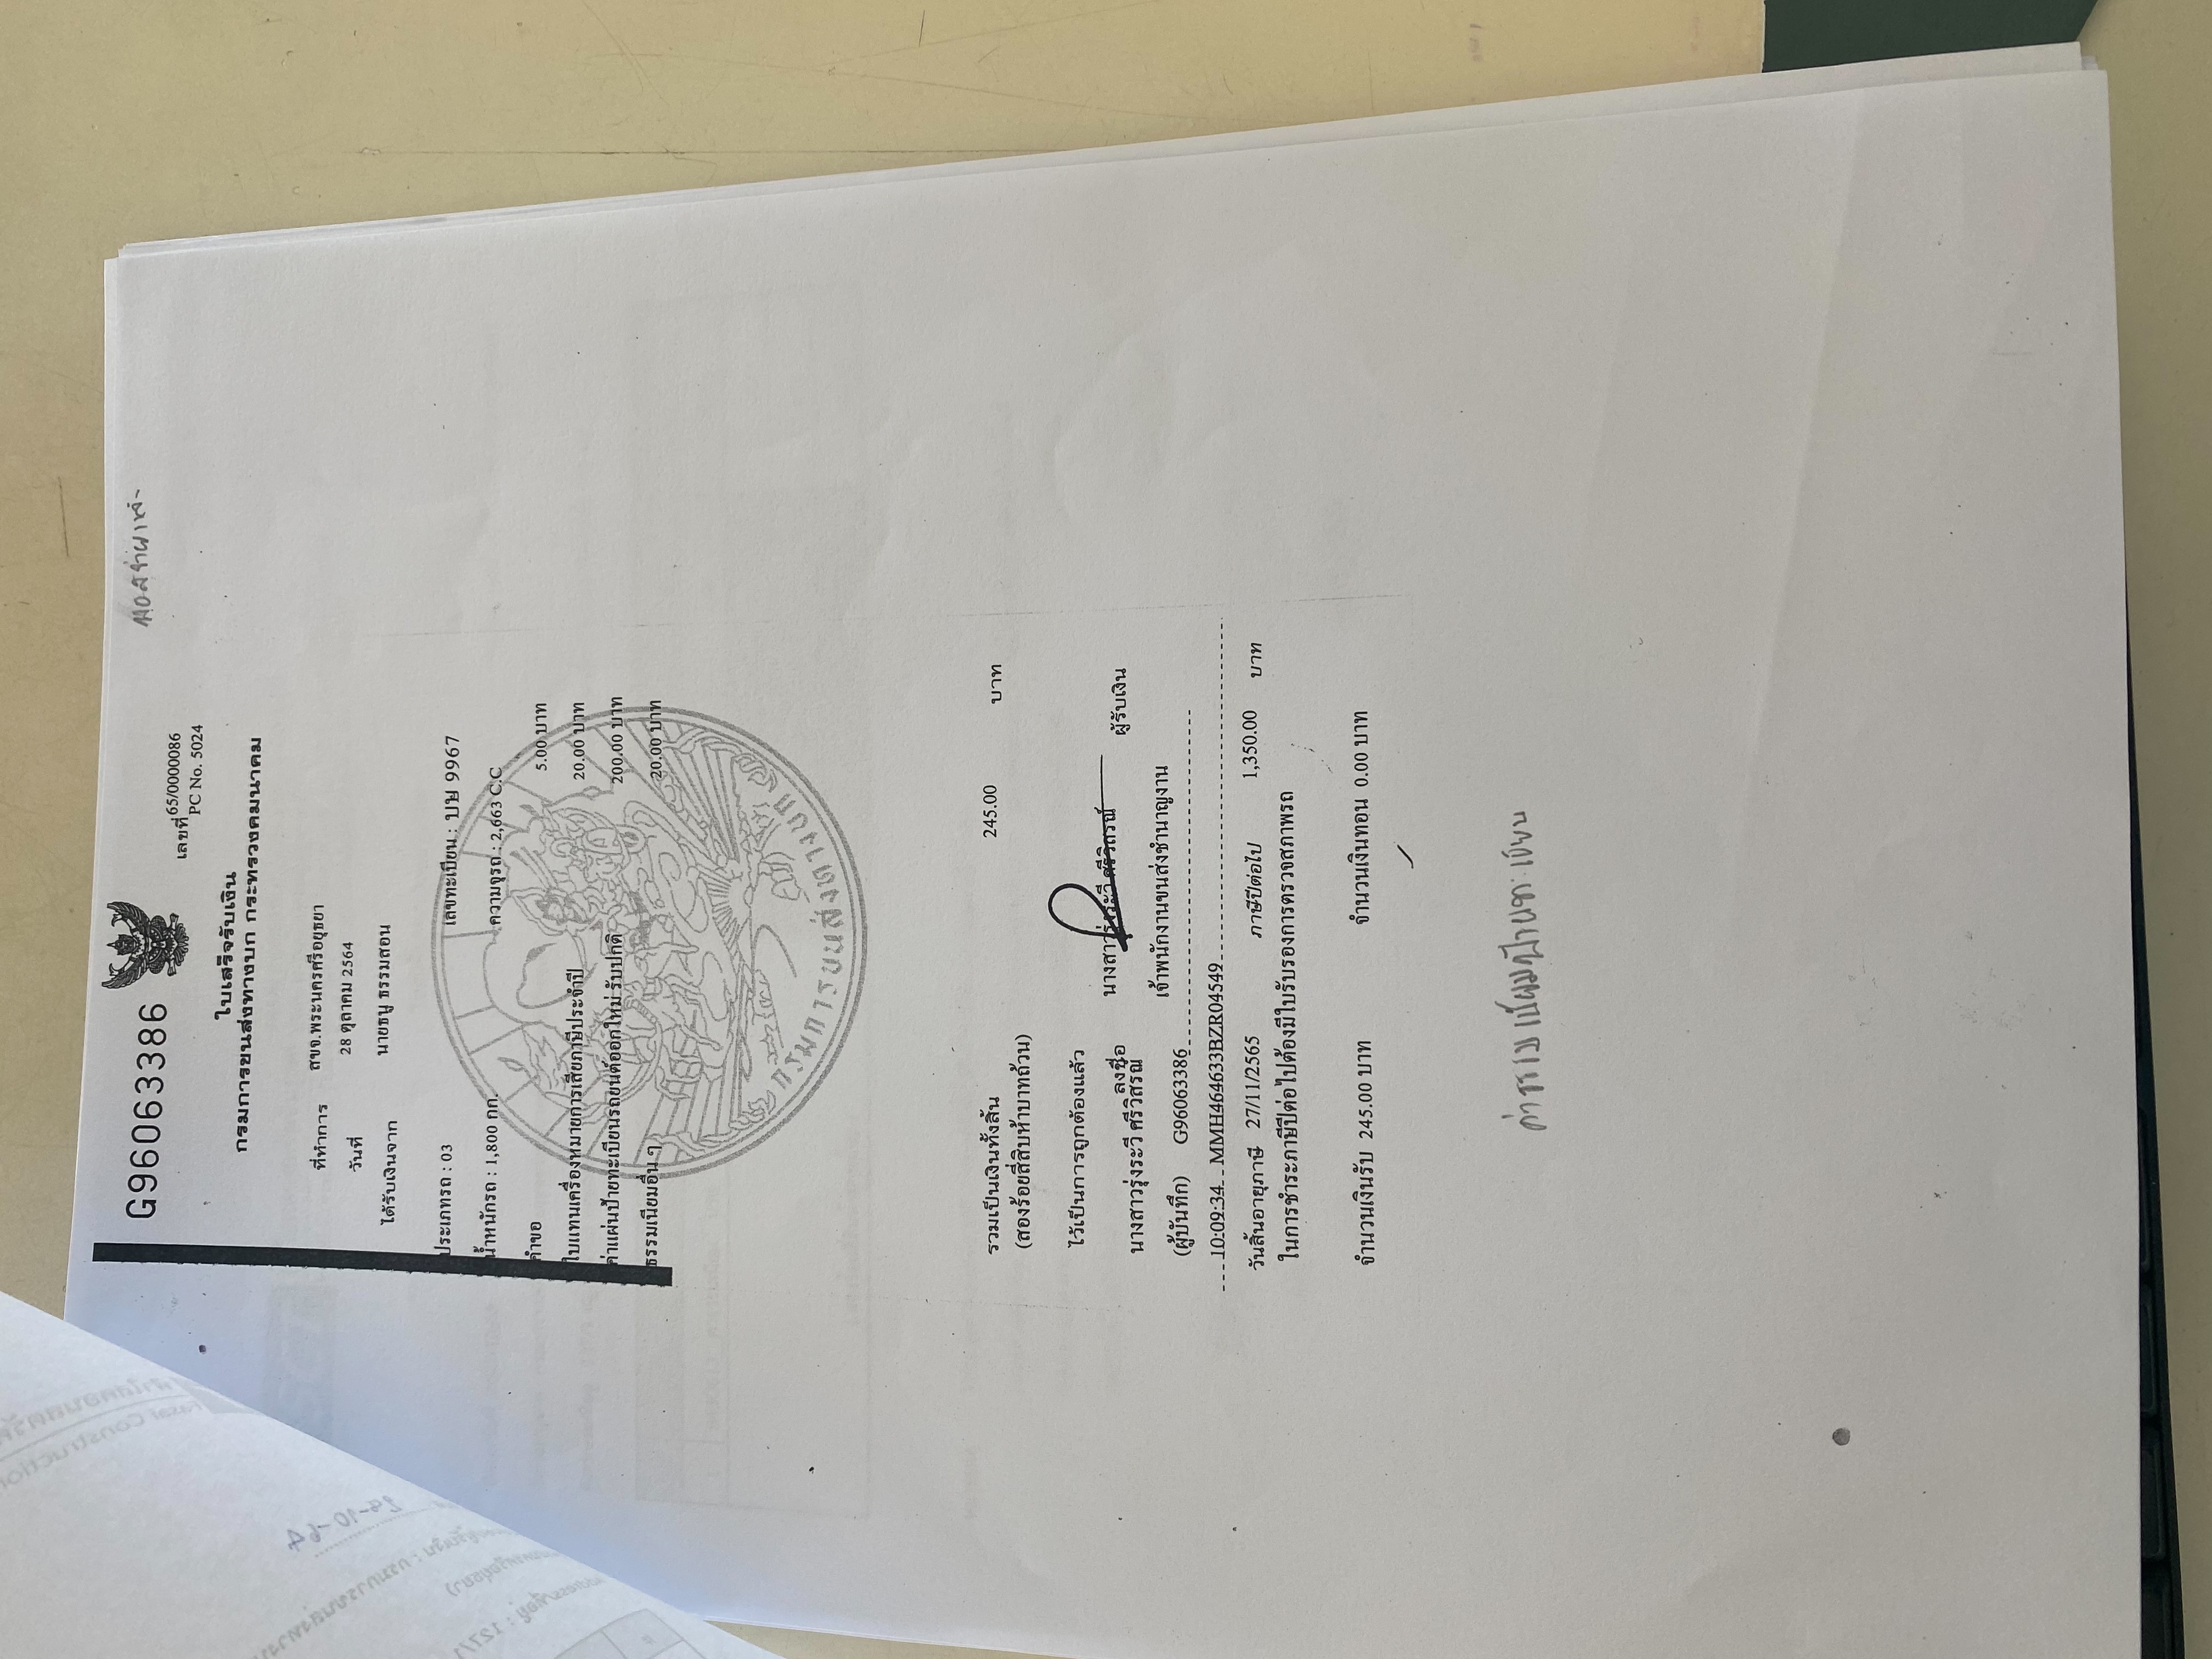 G96063386
เลขที่ 65/0000086
PC No. 5024
ใบเสร็จรับเงิน
กรมการขนส่งทางบก กระทรวงคมนาคม
ที่ทำการ สขจ.พระนครศรีอยุธยา
วันที่ 28 ตุลาคม 2564
ได้รับเงินจาก นายธนู ธรรมสอน
ประเภทรถ : 03 เลขทะเบียน : บษ 9967
น้ำหนักรถ : 1,800 กก. ความจุรถ : 2,663 C.C
คำขอ 5.00 บาท
ใบแทนเครื่องหมายการเสียภาษีประจำปี 20.00 บาท
ค่าแผ่นป้ายทะเบียนรถยนต์ออกใหม่ รับปกติ 200.00 บาท
ธรรมเนียมอื่น ๆ 20.00 บาท
กรมการขนส่งทางบก
รวมเป็นเงินทั้งสิ้น 245.00 บาท
(สองร้อยสี่สิบห้าบาทถ้วน)
ไว้เป็นการถูกต้องแล้ว
ลงชื่อ นางสาวรุ่งระวี ศรีวิสรณ์ ผู้รับเงิน
นางสาวรุ่งระวี ศรีวิสรณ์
เจ้าพนักงานขนส่งชำนาญงาน
(ผู้บันทึก) G96063386
10:09:34 MMH464633BZR04549
วันสิ้นอายุภาษี 27/11/2565 ภาษีปีต่อไป 1,350.00 บาท
ในการชำระภาษีปีต่อไปต้องมีใบรับรองการตรวจสภาพรถ
จำนวนเงินรับ 245.00 บาท จำนวนเงินทอน 0.00 บาท
ค่าธรรมเนียมป้ายทะเบียน